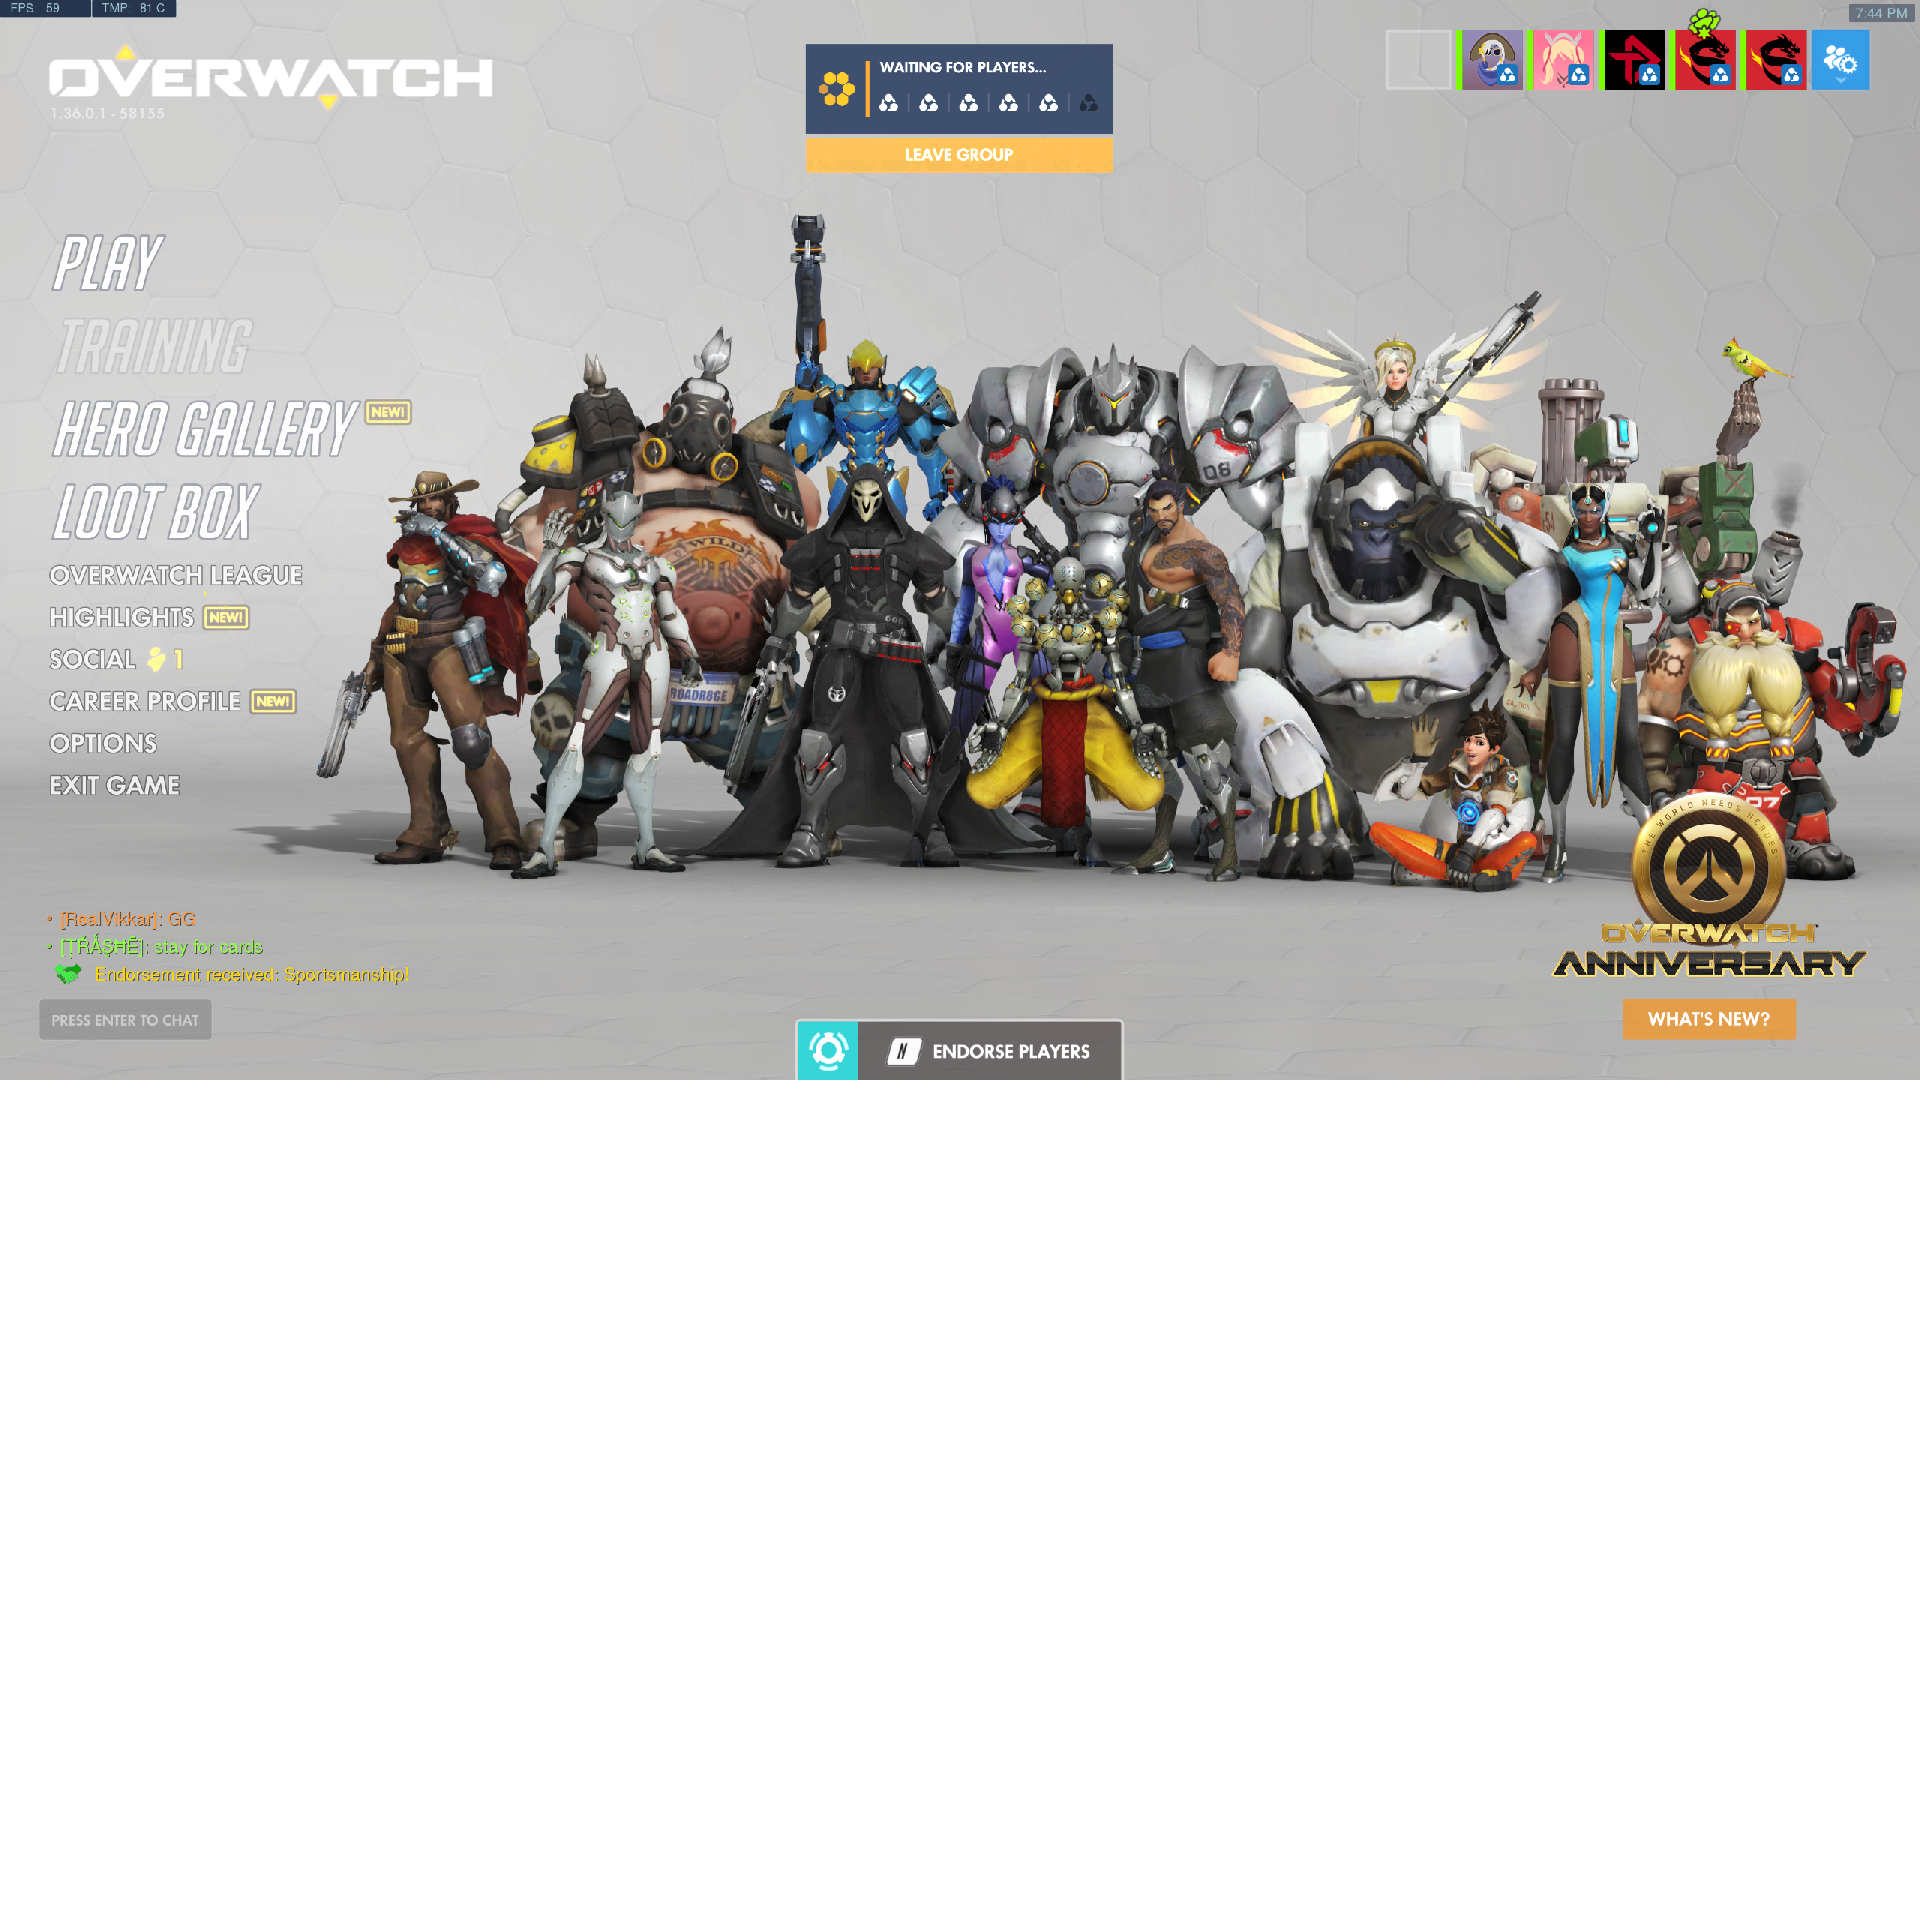 FPS: 59 TMP: 81 C
7:44 PM
OVERWATCH
1.36.0.1 - 58155
WAITING FOR PLAYERS...
LEAVE GROUP
PLAY
TRAINING
HERO GALLERY NEW!
LOOT BOX
OVERWATCH LEAGUE
HIGHLIGHTS NEW!
SOCIAL 1
CAREER PROFILE NEW!
OPTIONS
EXIT GAME
WILD
ROADR8GE
08
THE WORLD NEEDS HEROES
OVERWATCH
ANNIVERSARY
WHAT'S NEW?
• [RealVikkar]: GG
• [ŢŔÅŞĦĒ]: stay for cards
Endorsement received: Sportsmanship!
PRESS ENTER TO CHAT
N ENDORSE PLAYERS